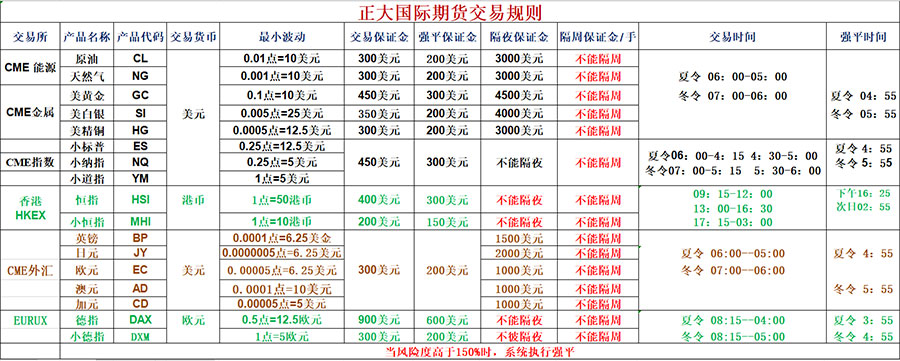 正大国际期货交易规则
交易所 产品名称 产品代码 交易货币 最小波动 交易保证金 强平保证金 隔夜保证金 隔周保证金/手 交易时间 强平时间
CME 能源 原油 CL 美元 0.01点=10美元 300美元 200美元 3000美元 不能隔周 夏令 06：00-05：00
天然气 NG 0.001点=10美元 300美元 200美元 3000美元 不能隔周 冬令 07：00-06：00
CME金属 美黄金 GC 0.1点=10美元 450美元 300美元 4500美元 不能隔周 夏令 04：55
美白银 SI 0.005点=25美元 350美元 200美元 4000美元 不能隔周 冬令 05：55
美精铜 HG 0.0005点=12.5美元 300美元 200美元 3000美元 不能隔周
CME指数 小标普 ES 0.25点=12.5美元 450美元 300美元 不能隔夜 不能隔周 夏令06：00-4：15 4：30-5：00 夏令 4：55
小纳指 NQ 0.25点=5美元 冬令07：00-5：15 5：30-6：00 冬令 5：55
小道指 YM 1点=5美元 不能隔周
香港 HKEX 恒指 HSI 港币 1点=50港币 400美元 300美元 不能隔夜 不能隔周 09：15-12：00 下午16：25
13：00-16：30 次日02：55
小恒指 MHI 1点=10港币 200美元 150美元 不能隔夜 不能隔周 17：15-03：00
CME外汇 英镑 BP 美元 0.0001点=6.25美金 300美元 200美元 1500美元 不能隔周
日元 JY 0.0000005点=6.25美元 2000美元 不能隔周 夏令 06:00--05:00 夏令 4：55
欧元 EC 0.00005点=6.25美元 1000美元 不能隔周 冬令 07:00--06:00
澳元 AD 0.0001点=10美元 1000美元 不能隔周 冬令 5：55
加元 CD 0.00005点=5美元 1000美元 不能隔周
EURUX 德指 DAX 欧元 0.5点=12.5欧元 900美元 600美元 不能隔夜 不能隔周 夏令 08:15--04:00 夏令 3：55
小德指 DXM 1点=5欧元 300美元 200美元 不能隔夜 不能隔周 冬令 08:15--05:00 冬令 4：55
当风险度高于150%时，系统执行强平